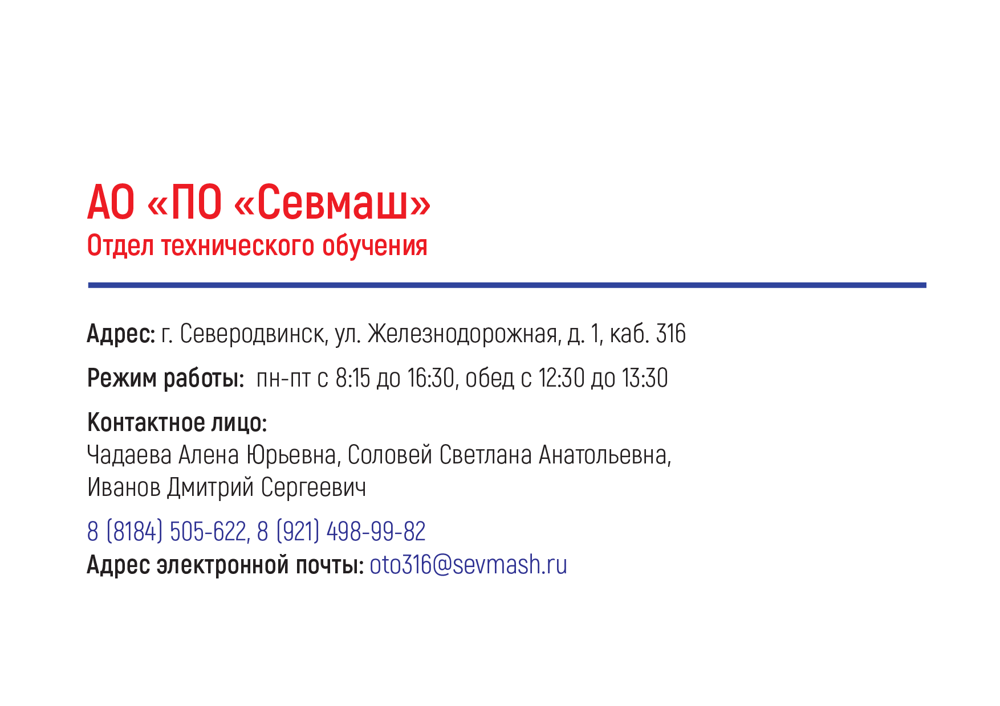 АО «ПО «Севмаш»
Отдел технического обучения
Адрес: г. Северодвинск, ул. Железнодорожная, д. 1, каб. 316
Режим работы: пн-пт с 8:15 до 16:30, обед с 12:30 до 13:30
Контактное лицо:
Чадаева Алена Юрьевна, Соловей Светлана Анатольевна,
Иванов Дмитрий Сергеевич
8 (8184) 505-622, 8 (921) 498-99-82
Адрес электронной почты: oto316@sevmash.ru